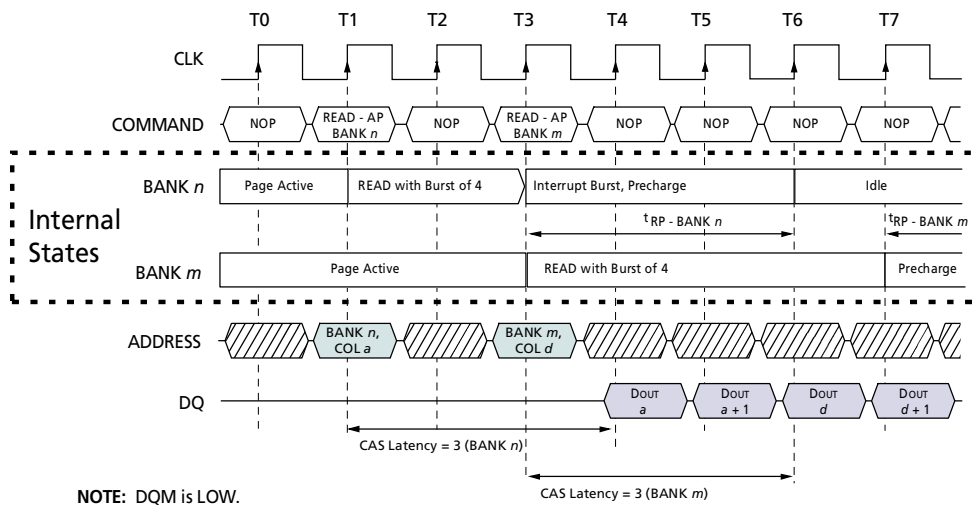 T0 T1 T2 T3 T4 T5 T6 T7
CLK
COMMAND NOP READ - AP BANK n NOP READ - AP BANK m NOP NOP NOP NOP
Internal States
BANK n Page Active READ with Burst of 4 Interrupt Burst, Precharge Idle
tRP - BANK n tRP - BANK m
BANK m Page Active READ with Burst of 4 Precharge
ADDRESS BANK n, COL a BANK m, COL d
DQ DOUT a DOUT a + 1 DOUT d DOUT d + 1
CAS Latency = 3 (BANK n)
CAS Latency = 3 (BANK m)
NOTE: DQM is LOW.